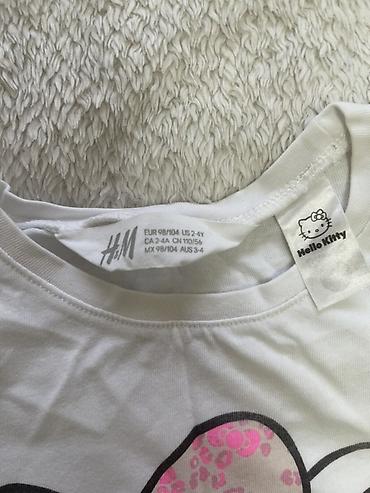 H&M
EUR 98/104 US 2-4Y
CA 2-4A CN 110/56
MX 98/104 AUS 3-4
Hello Kitty